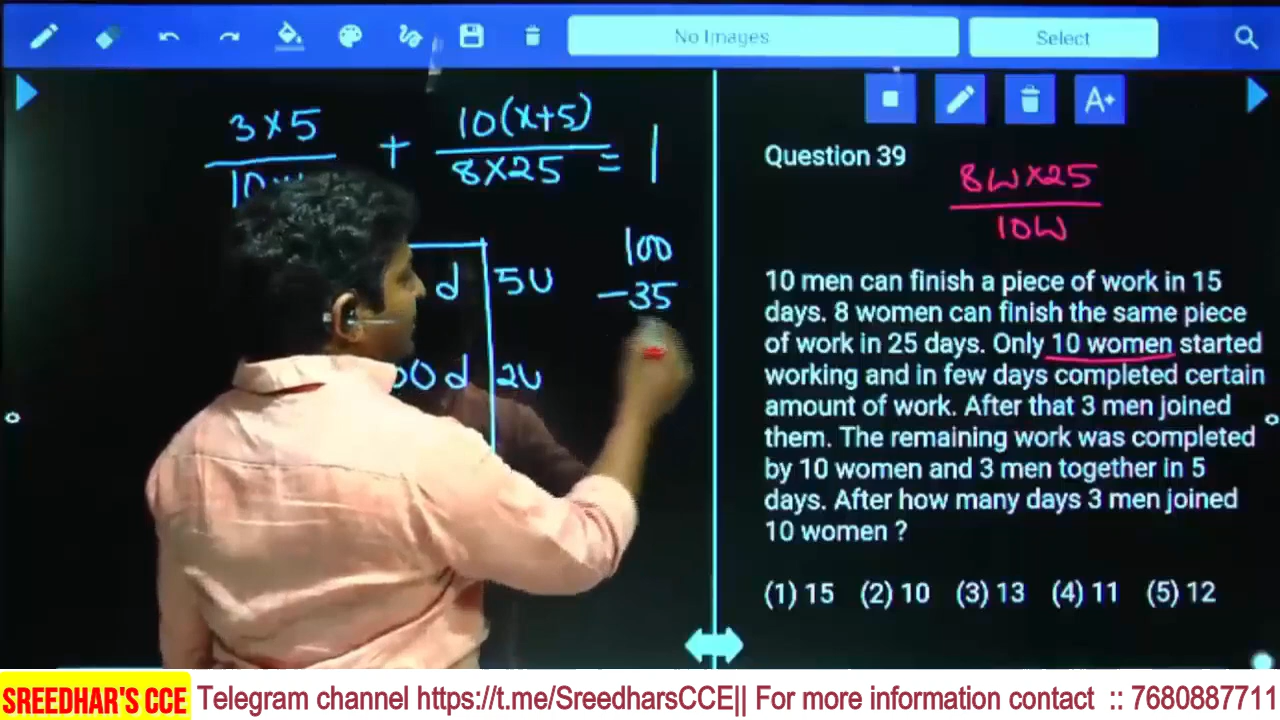 No Images
Select
A+
3×5
+
10(x+5)
8×25
= 1
100
-35
d
5U
d
2U
Question 39
8W×25
10W
10 men can finish a piece of work in 15
days. 8 women can finish the same piece
of work in 25 days. Only 10 women started
working and in few days completed certain
amount of work. After that 3 men joined
them. The remaining work was completed
by 10 women and 3 men together in 5
days. After how many days 3 men joined
10 women ?
(1) 15 (2) 10 (3) 13 (4) 11 (5) 12
SREEDHAR'S CCE Telegram channel https://t.me/SreedharsCCE|| For more information contact :: 7680887711